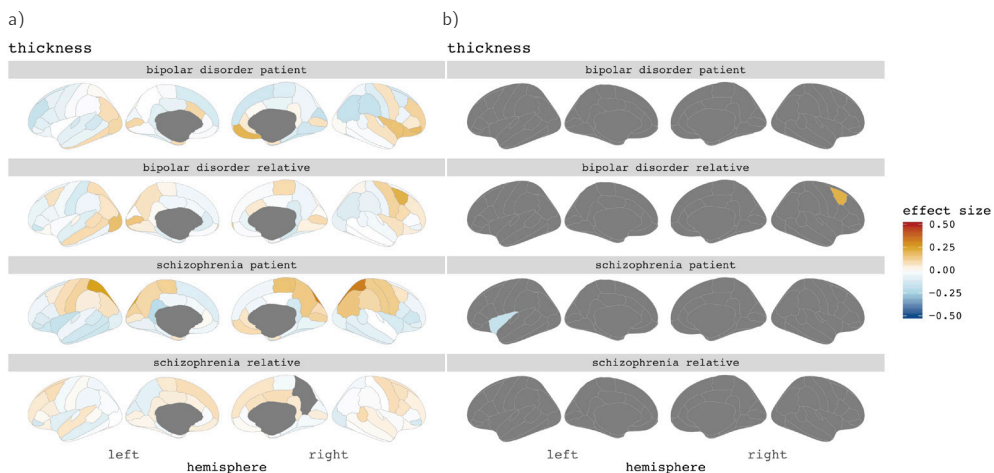 a)
thickness
bipolar disorder patient
bipolar disorder relative
schizophrenia patient
schizophrenia relative
left right
hemisphere
b)
thickness
bipolar disorder patient
bipolar disorder relative
schizophrenia patient
schizophrenia relative
left right
hemisphere
effect size
0.50
0.25
0.00
-0.25
-0.50